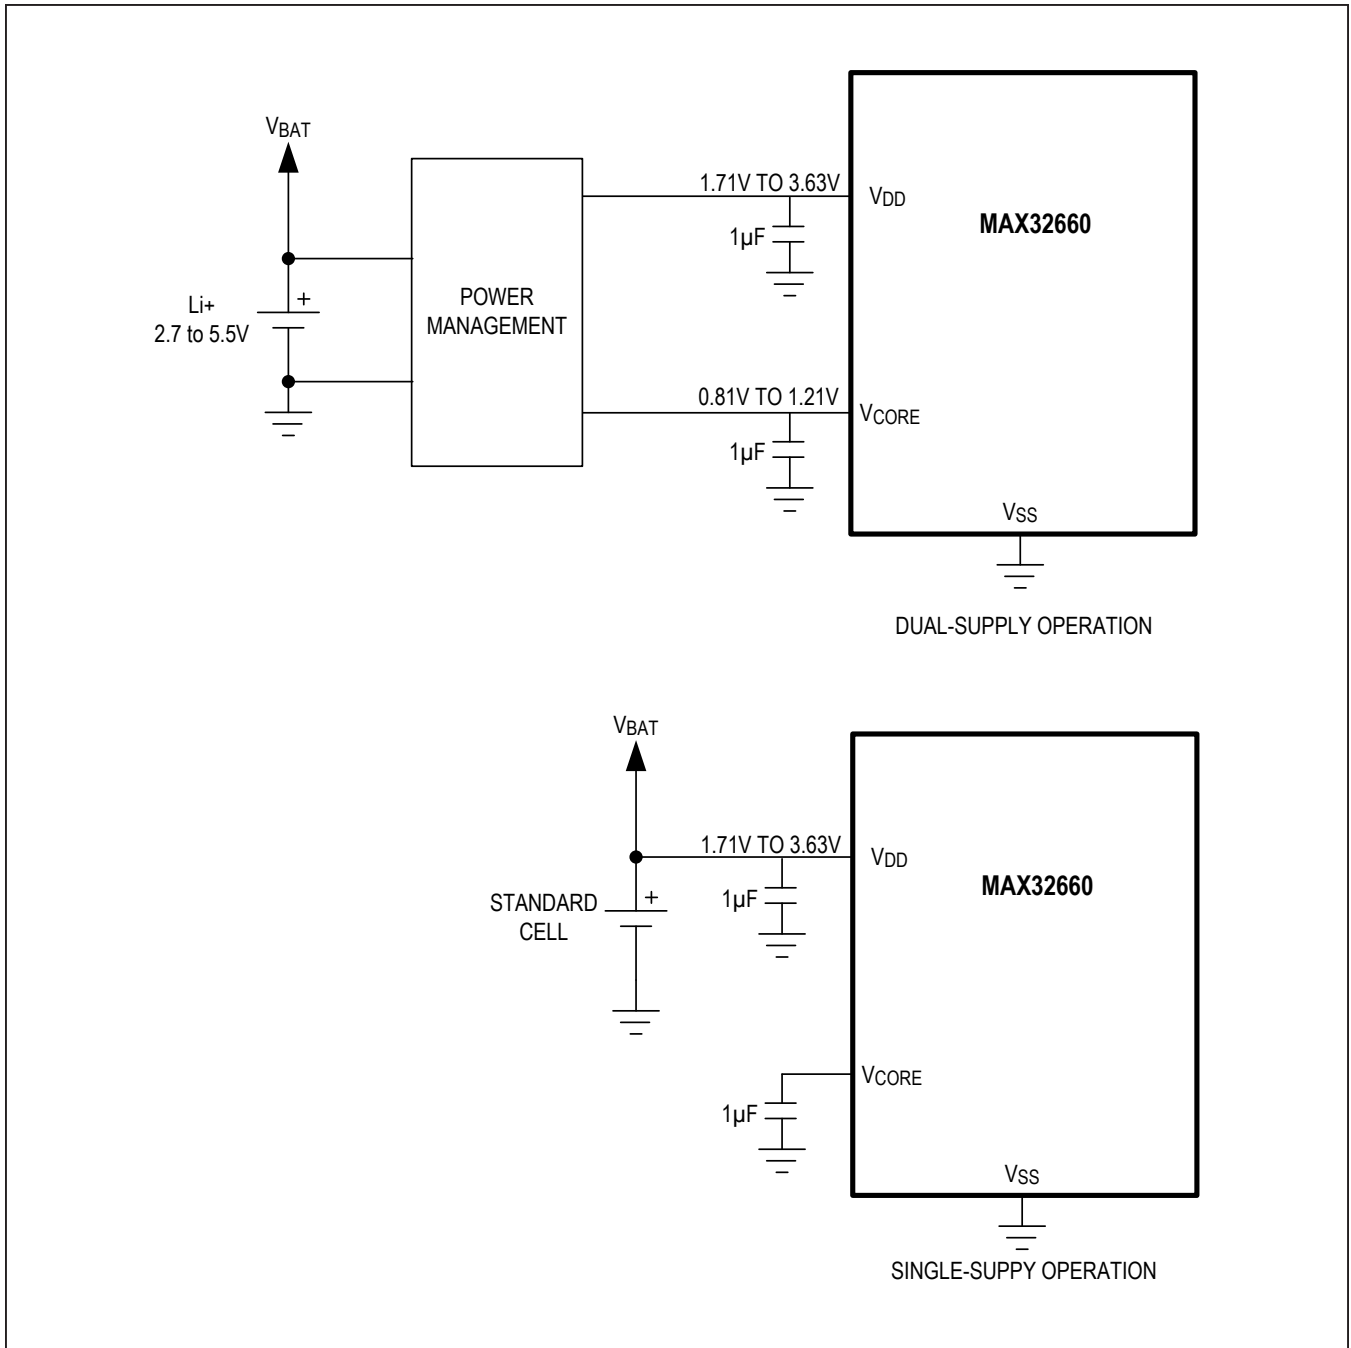 VBAT
1.71V TO 3.63V
VDD
MAX32660
1µF
+
Li+
2.7 to 5.5V
POWER
MANAGEMENT
0.81V TO 1.21V
VCORE
1µF
VSS
DUAL-SUPPLY OPERATION
VBAT
1.71V TO 3.63V
VDD
MAX32660
1µF
+
STANDARD
CELL
VCORE
1µF
VSS
SINGLE-SUPPY OPERATION